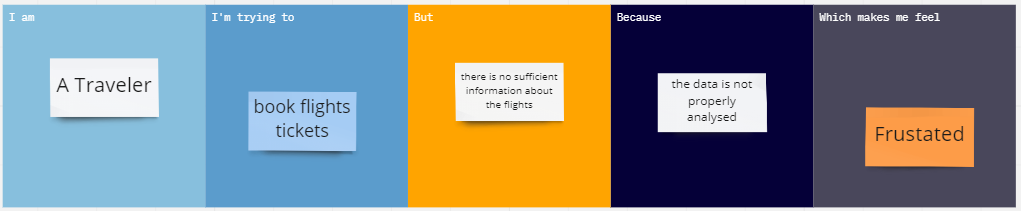 I am
A Traveler
I'm trying to
book flights
tickets
But
there is no sufficient
information about
the flights
Because
the data is not
properly
analysed
Which makes me feel
Frustated